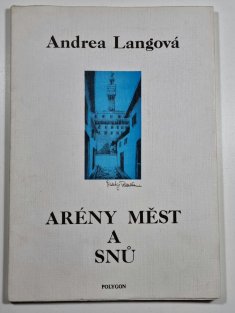 Andrea Langová
ARÉNY MĚST
A
SNŮ
POLYGON